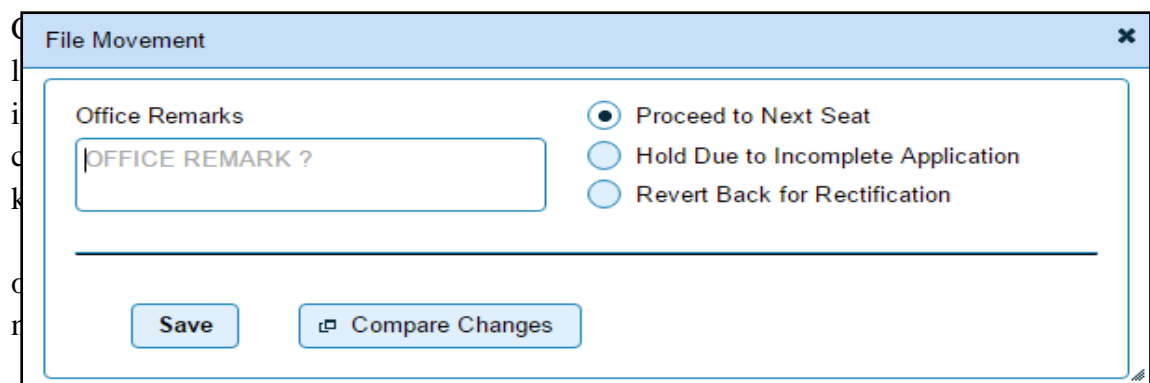 File Movement
Office Remarks
OFFICE REMARK ?
Proceed to Next Seat
Hold Due to Incomplete Application
Revert Back for Rectification
Save
Compare Changes